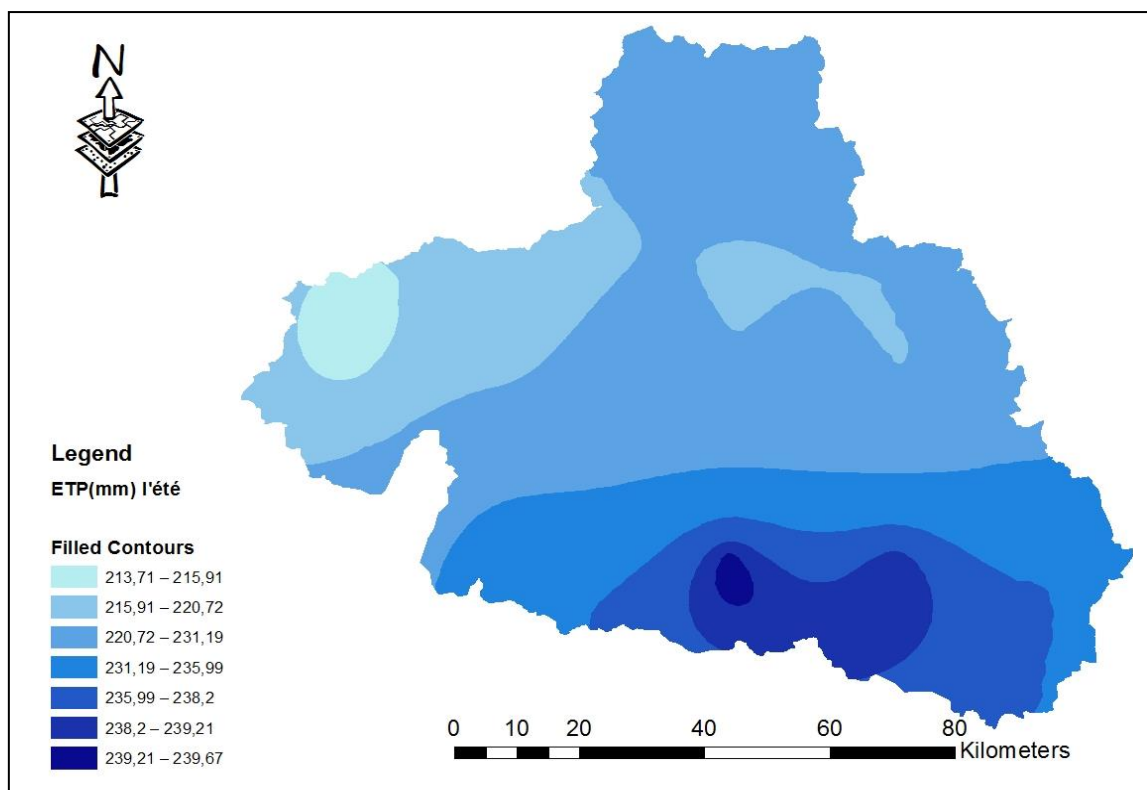 N
Legend
ETP(mm) l'été
Filled Contours
213,71 – 215,91
215,91 – 220,72
220,72 – 231,19
231,19 – 235,99
235,99 – 238,2
238,2 – 239,21
239,21 – 239,67
0 10 20 40 60 80
Kilometers